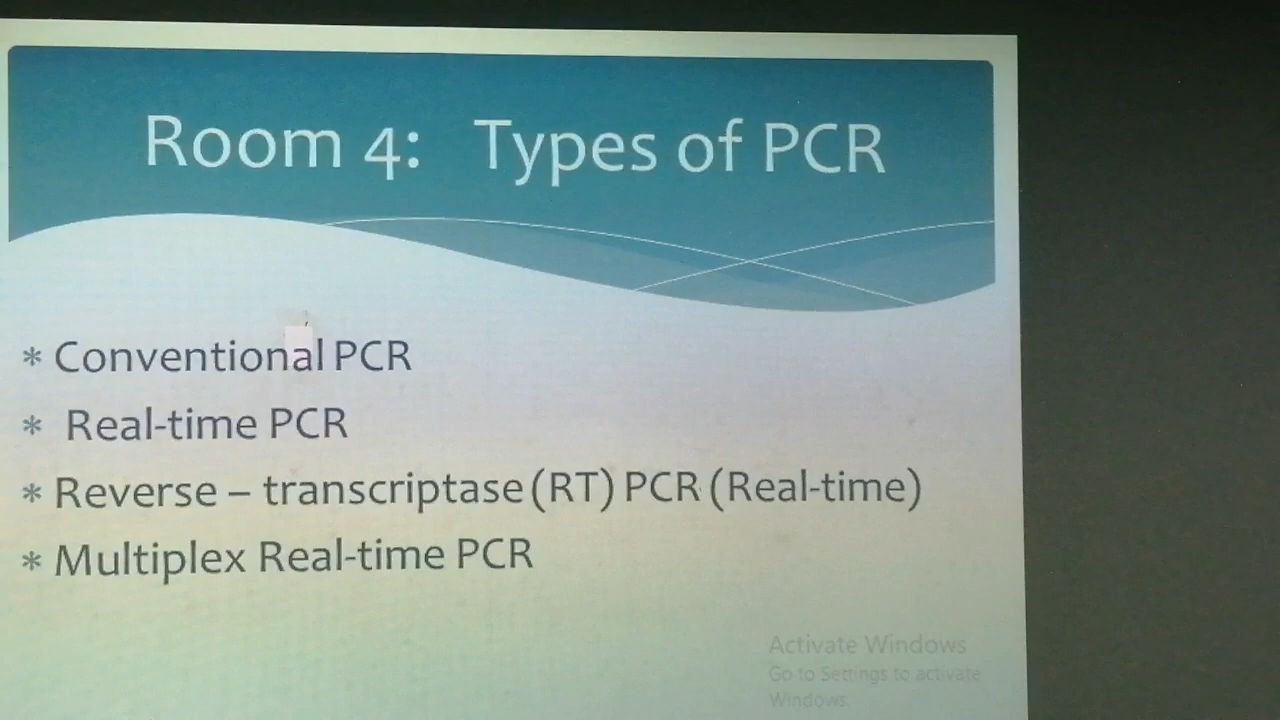 Room 4: Types of PCR
* Conventional PCR
* Real-time PCR
* Reverse – transcriptase (RT) PCR (Real-time)
* Multiplex Real-time PCR
Activate Windows
Go to Settings to activate
Windows.